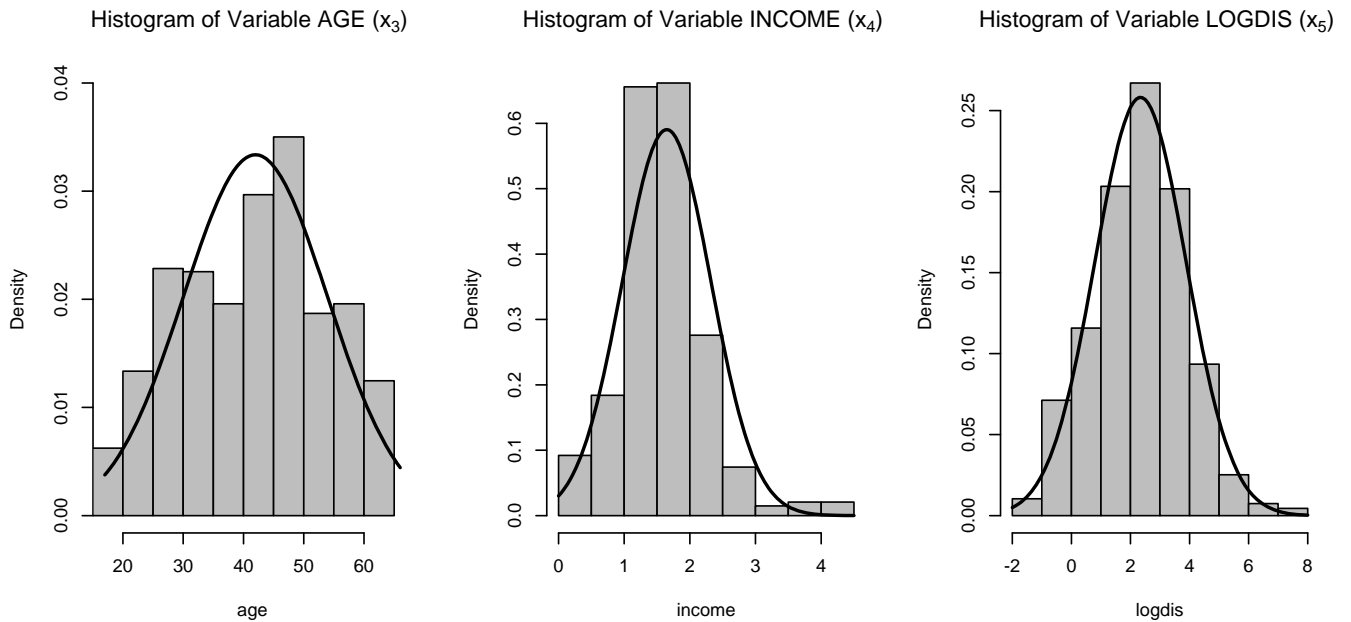 Histogram of Variable AGE (x₃)
Density
0.00 0.01 0.02 0.03 0.04
20 30 40 50 60
age
Histogram of Variable INCOME (x₄)
Density
0.0 0.1 0.2 0.3 0.4 0.5 0.6
0 1 2 3 4
income
Histogram of Variable LOGDIS (x₅)
Density
0.00 0.05 0.10 0.15 0.20 0.25
-2 0 2 4 6 8
logdis